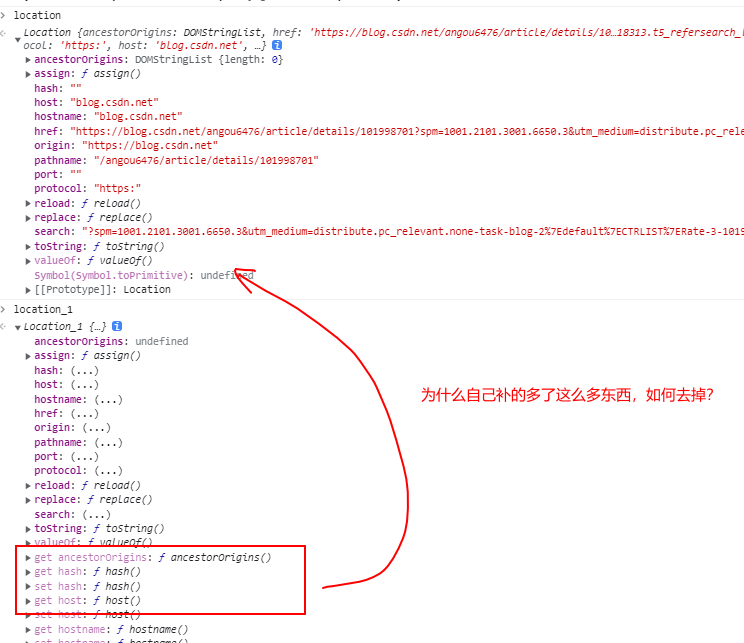 location
Location {ancestorOrigins: DOMStringList, href: 'https://blog.csdn.net/angou6476/article/details/10…18313.t5_refersearch_
ocol: 'https:', host: 'blog.csdn.net', …}
ancestorOrigins: DOMStringList {length: 0}
assign: ƒ assign()
hash: ""
host: "blog.csdn.net"
hostname: "blog.csdn.net"
href: "https://blog.csdn.net/angou6476/article/details/101998701?spm=1001.2101.3001.6650.3&utm_medium=distribute.pc_rele
origin: "https://blog.csdn.net"
pathname: "/angou6476/article/details/101998701"
port: ""
protocol: "https:"
reload: ƒ reload()
replace: ƒ replace()
search: "?spm=1001.2101.3001.6650.3&utm_medium=distribute.pc_relevant.none-task-blog-2%7Edefault%7ECTRLIST%7ERate-3-1019
toString: ƒ toString()
valueOf: ƒ valueOf()
Symbol(Symbol.toPrimitive): undefined
[[Prototype]]: Location
location_1
Location_1 {…}
ancestorOrigins: undefined
assign: ƒ assign()
hash: (...)
host: (...)
hostname: (...)
为什么自己补的多了这么多东西，如何去掉？
href: (...)
origin: (...)
pathname: (...)
port: (...)
protocol: (...)
reload: ƒ reload()
replace: ƒ replace()
search: (...)
toString: ƒ toString()
valueOf: ƒ valueOf()
get ancestorOrigins: ƒ ancestorOrigins()
get hash: ƒ hash()
set hash: ƒ hash()
get host: ƒ host()
set host: ƒ host()
get hostname: ƒ hostname()